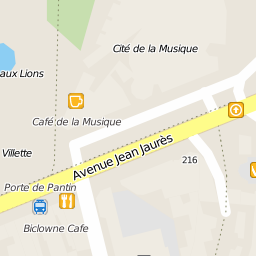 Cité de la Musique
aux Lions
Café de la Musique
Villette
Avenue Jean Jaurès
216
Porte de Pantin
Biclowne Cafe